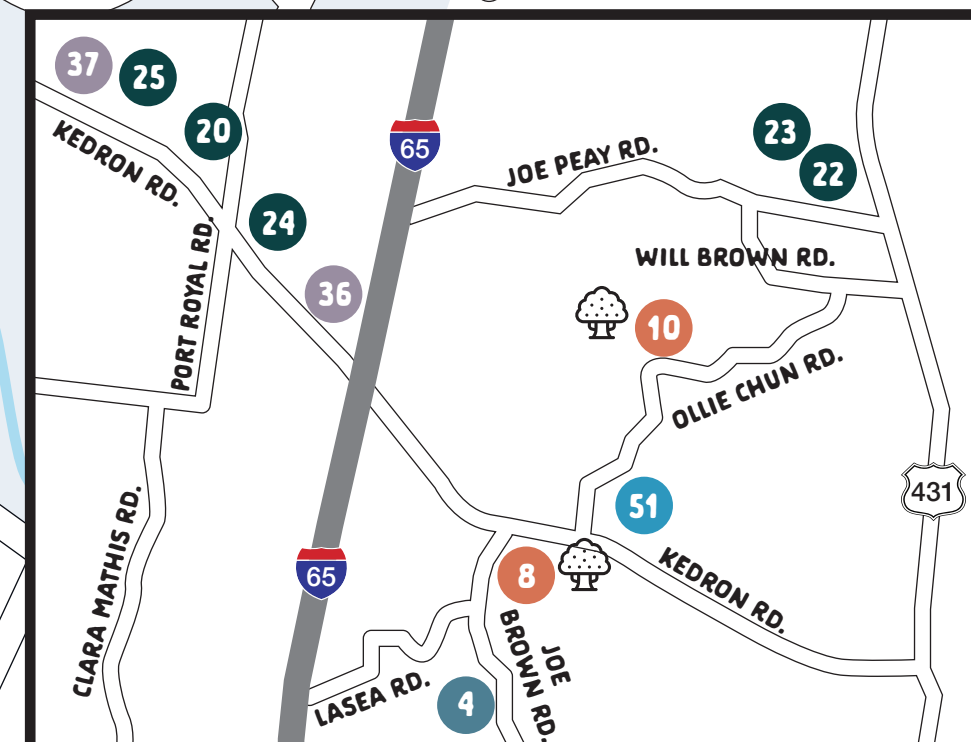 37
25
20
KEDRON RD.
65
JOE PEAY RD.
23
22
24
PORT ROYAL RD.
36
WILL BROWN RD.
10
OLLIE CHUN RD.
431
51
CLARA MATHIS RD.
65
8
KEDRON RD.
JOE
BROWN RD.
LASEA RD.
4